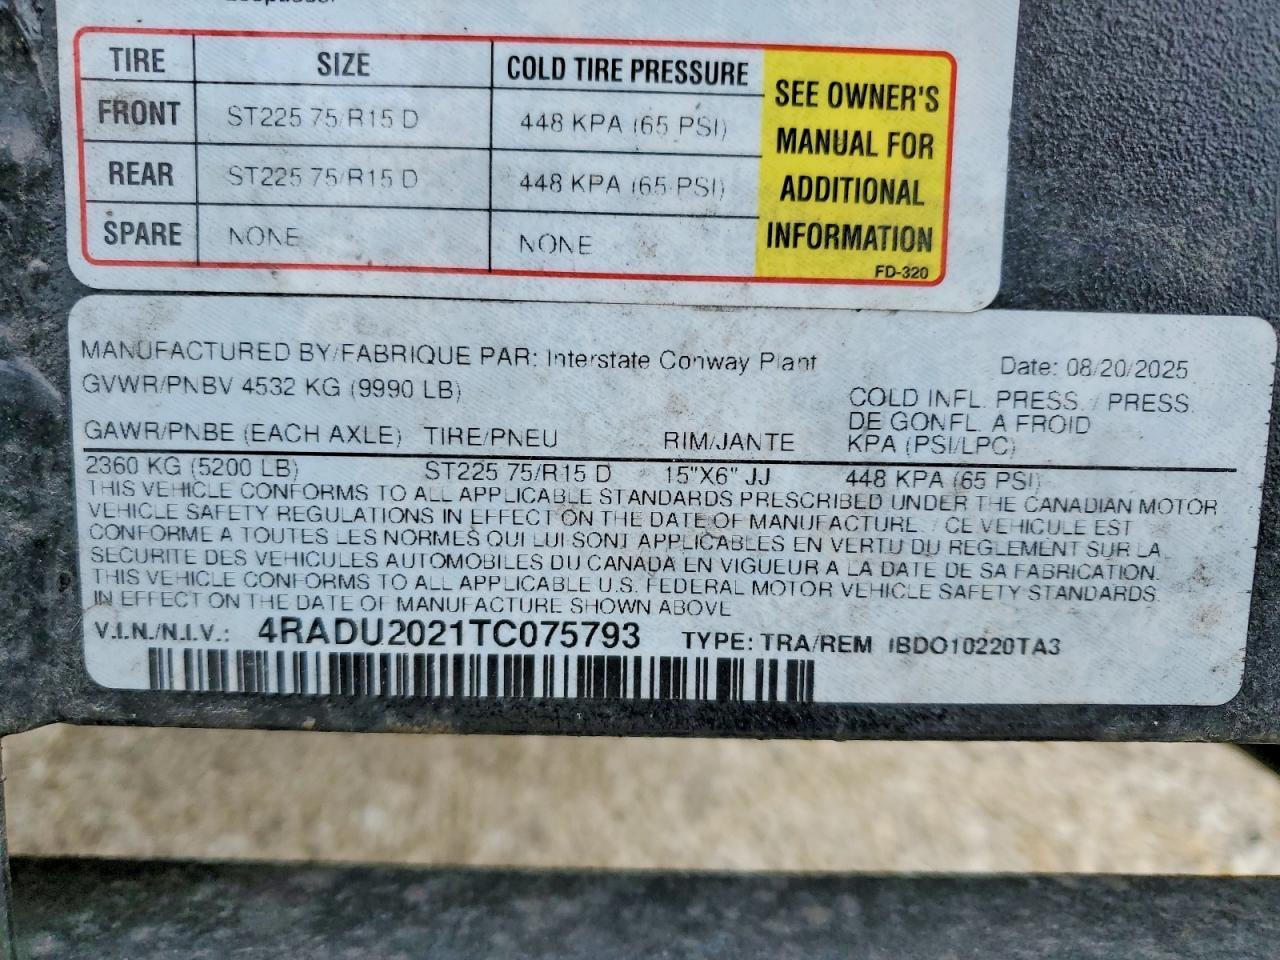 TIRE SIZE COLD TIRE PRESSURE
FRONT ST225 75/R15 D 448 KPA (65 PSI)
REAR ST225 75/R15 D 448 KPA (65 PSI)
SPARE NONE NONE
SEE OWNER'S
MANUAL FOR
ADDITIONAL
INFORMATION
FD-320
MANUFACTURED BY/FABRIQUE PAR: Interstate Conway Plant Date: 08/20/2025
GVWR/PNBV 4532 KG (9990 LB)
COLD INFL. PRESS. / PRESS.
DE GONFL. A FROID
GAWR/PNBE (EACH AXLE) TIRE/PNEU RIM/JANTE KPA (PSI/LPC)
2360 KG (5200 LB) ST225 75/R15 D 15"X6" JJ 448 KPA (65 PSI)
THIS VEHICLE CONFORMS TO ALL APPLICABLE STANDARDS PRESCRIBED UNDER THE CANADIAN MOTOR
VEHICLE SAFETY REGULATIONS IN EFFECT ON THE DATE OF MANUFACTURE / CE VEHICULE EST
CONFORME A TOUTES LES NORMES QUI LUI SONT APPLICABLES EN VERTU DU REGLEMENT SUR LA
SECURITE DES VEHICULES AUTOMOBILES DU CANADA EN VIGUEUR A LA DATE DE SA FABRICATION.
THIS VEHICLE CONFORMS TO ALL APPLICABLE U.S. FEDERAL MOTOR VEHICLE SAFETY STANDARDS
IN EFFECT ON THE DATE OF MANUFACTURE SHOWN ABOVE
V.I.N./N.I.V.: 4RADU2021TC075793 TYPE: TRA/REM IBDO10220TA3